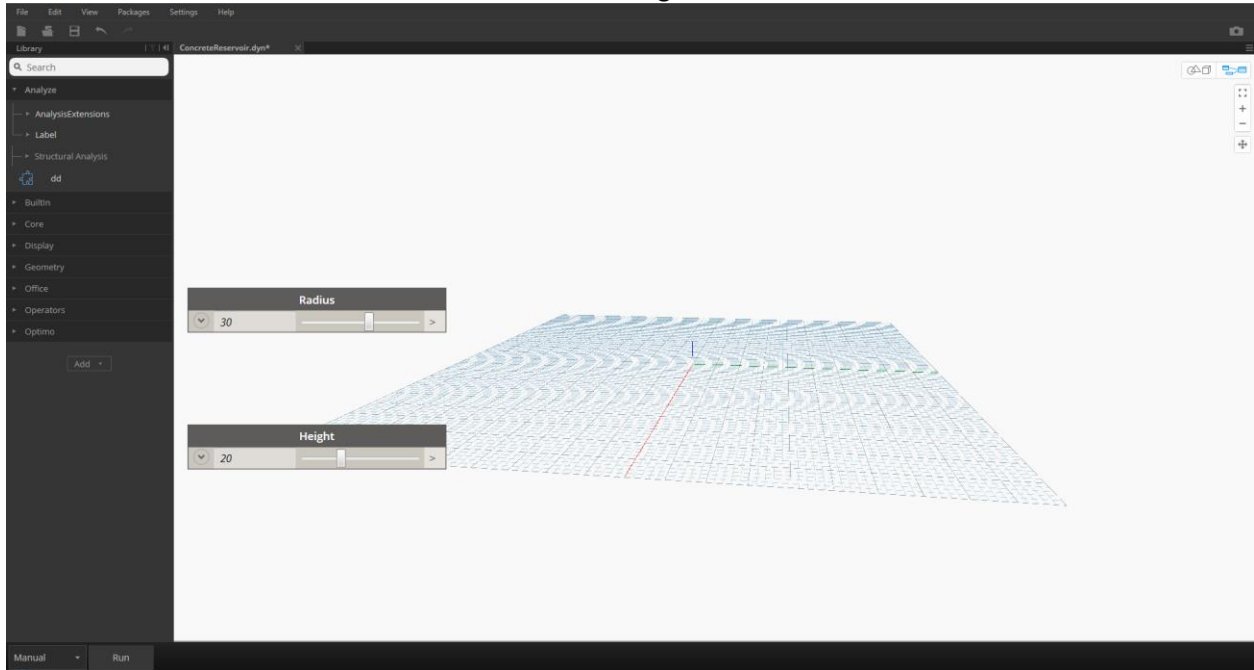 File Edit View Packages Settings Help
Library
ConcreteReservoir.dyn*
Search
Analyze
AnalysisExtensions
Label
Structural Analysis
dd
Builtin
Core
Display
Geometry
Office
Operators
Optimo
Add
Radius
30 >
Height
20 >
Manual Run